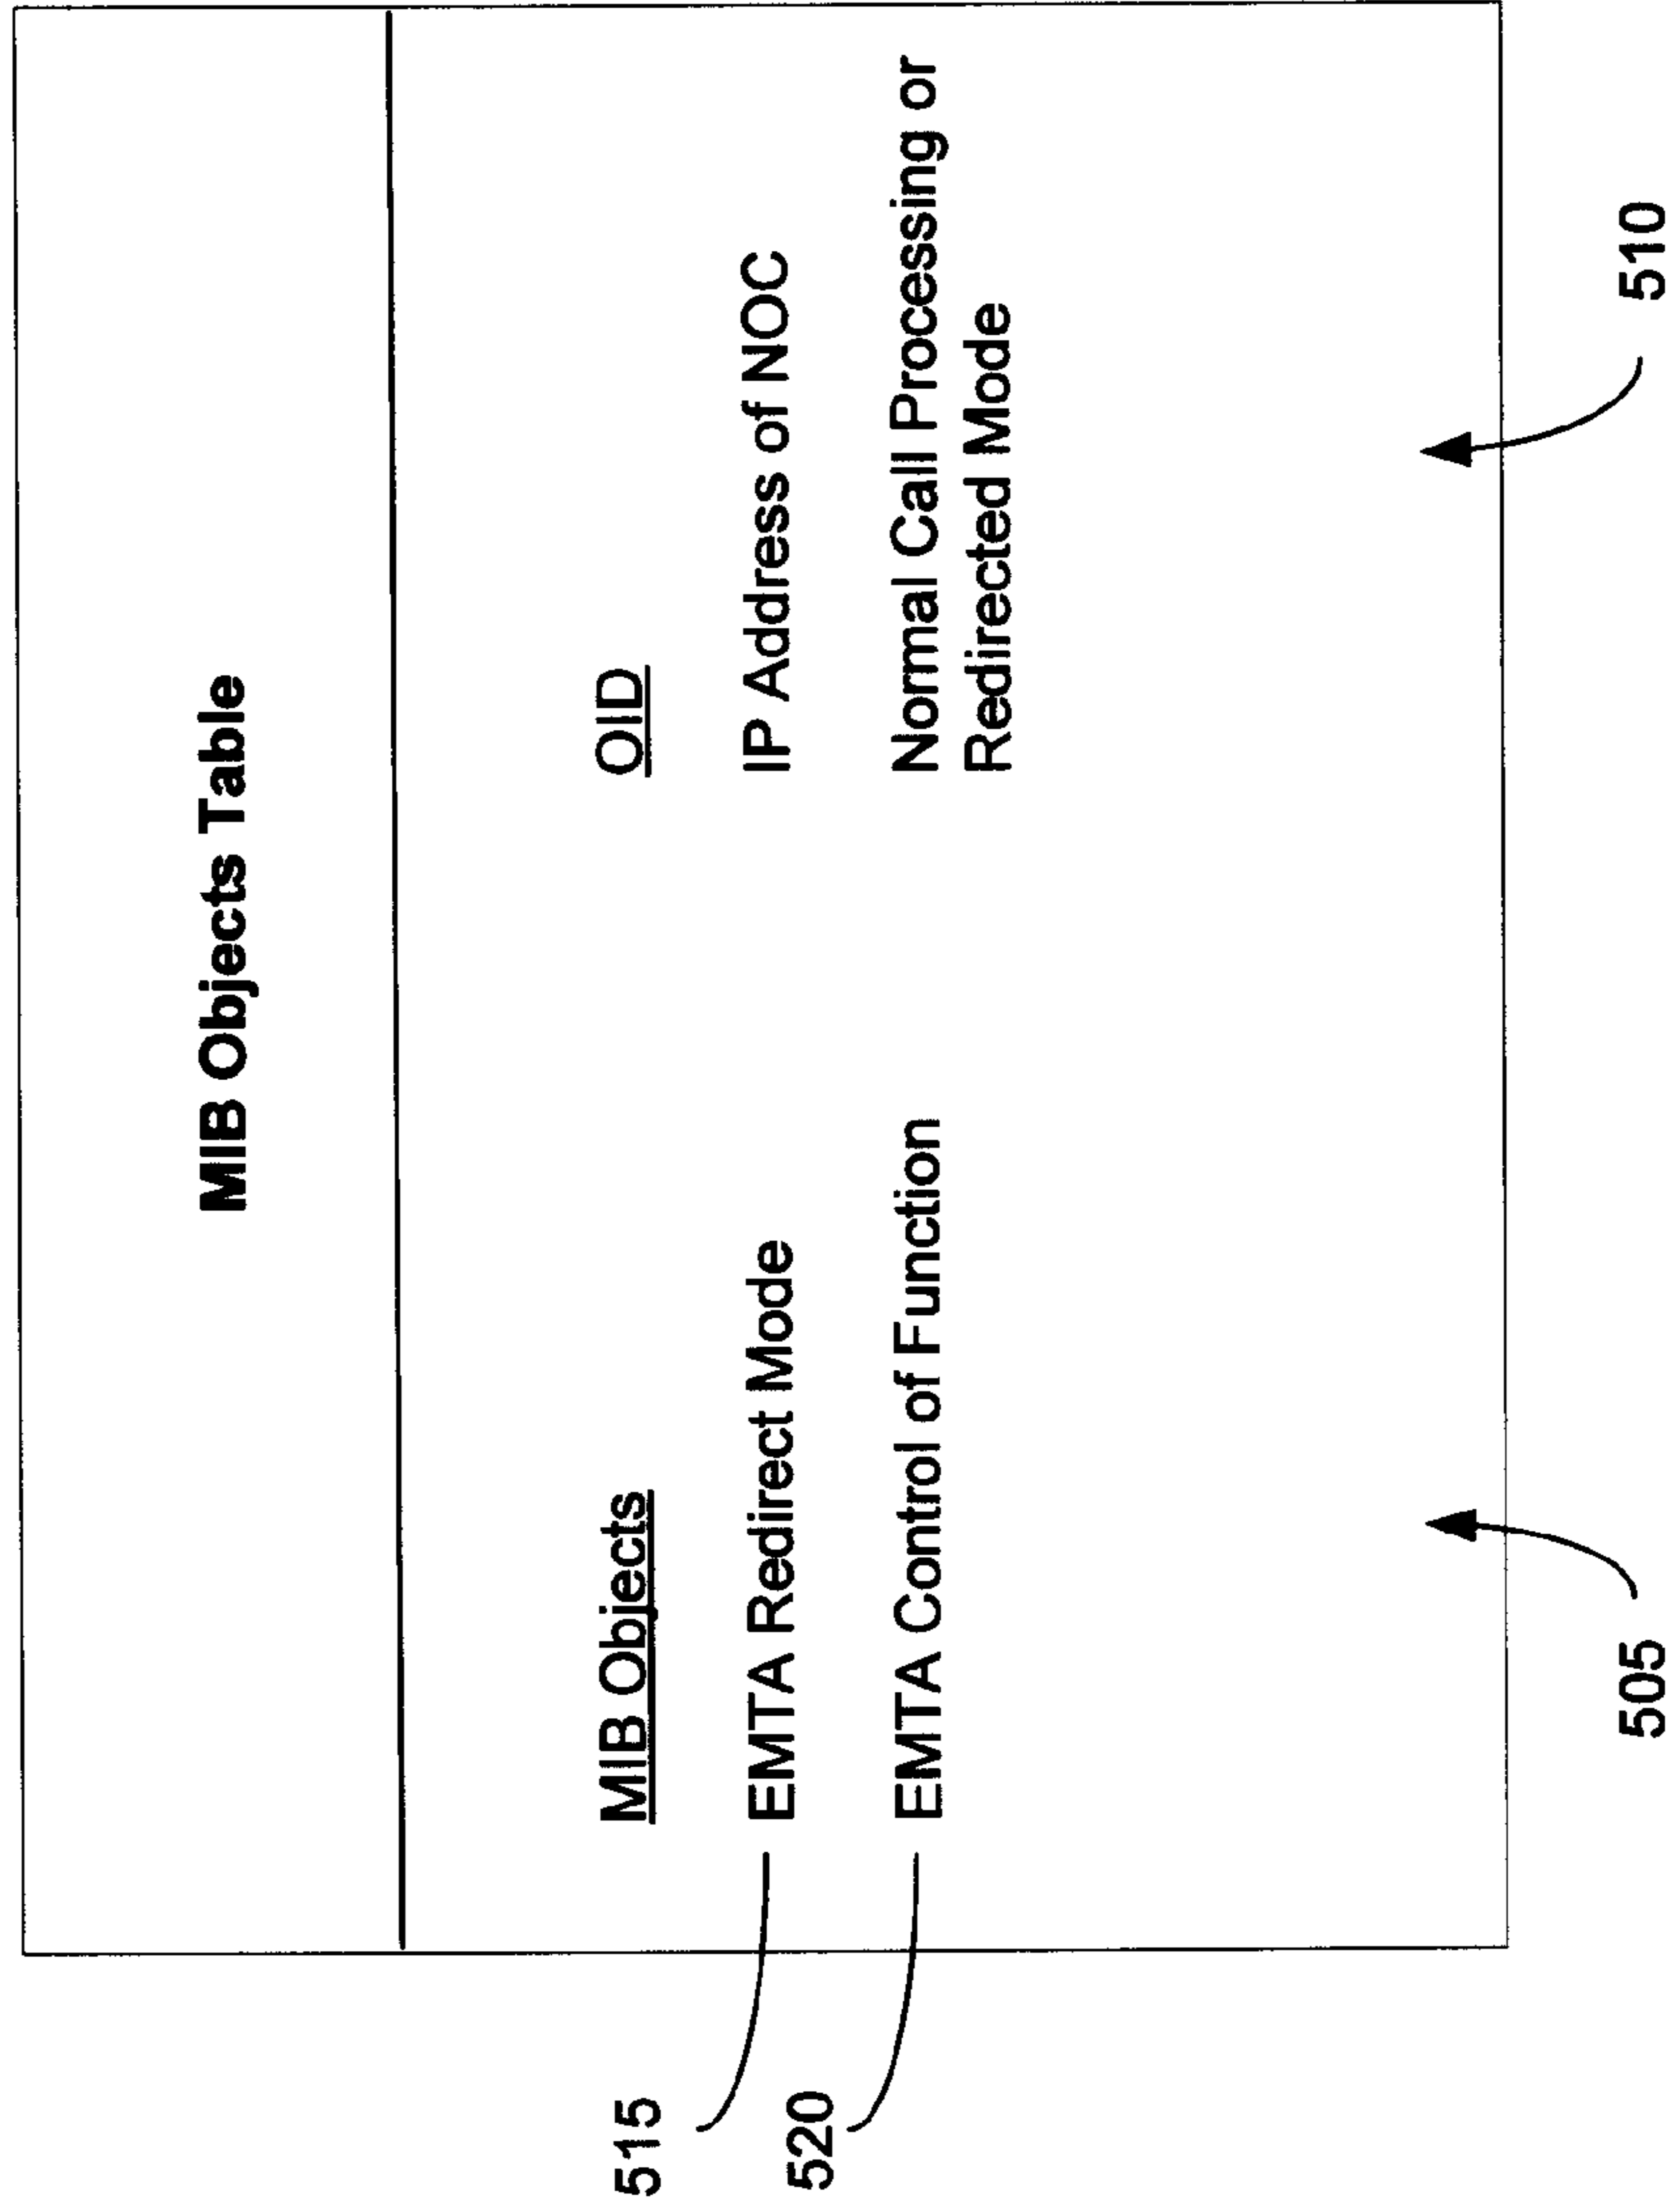 MIB Objects Table
MIB Objects OID
515 EMTA Redirect Mode IP Address of NOC
520 EMTA Control of Function Normal Call Processing or
Redirected Mode
505 510